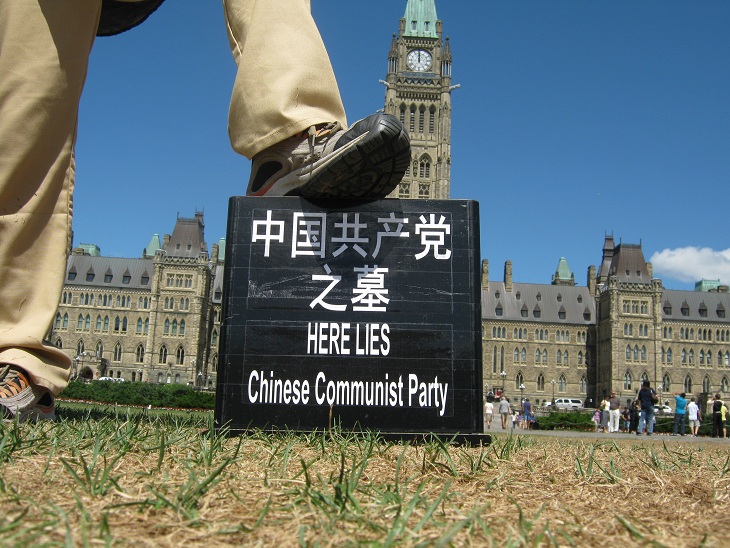 中国共产党
之墓
HERE LIES
Chinese Communist Party